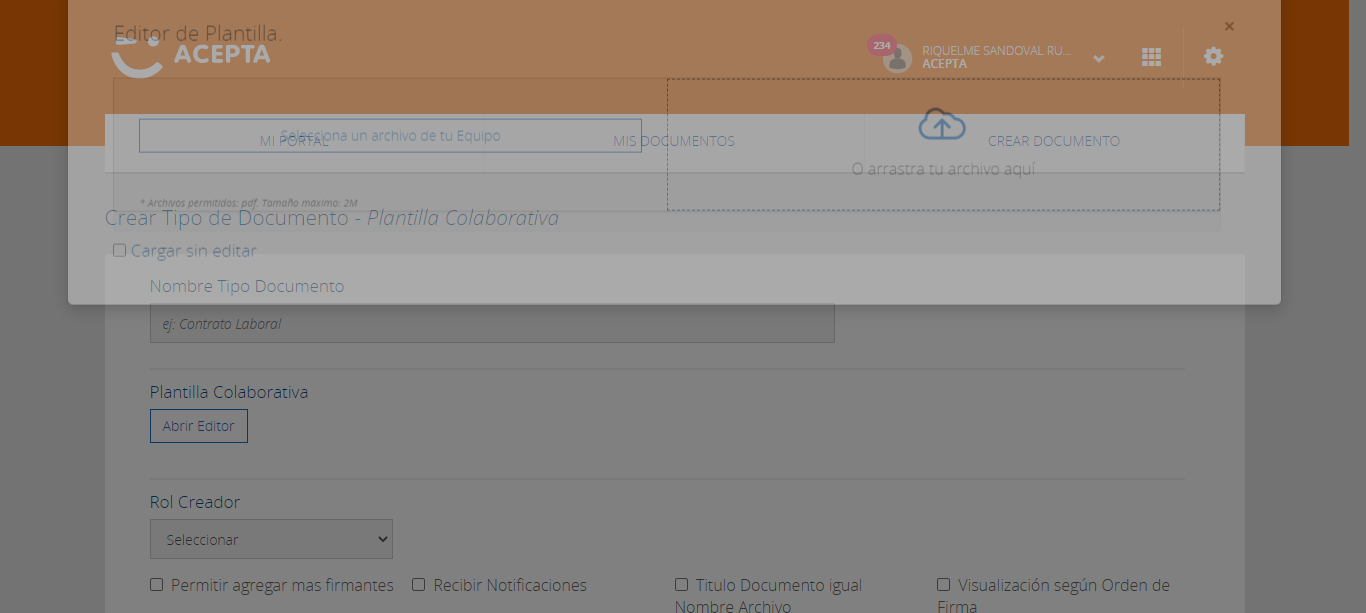 Editor de Plantilla.
×
ACEPTA
234
RIQUELME SANDOVAL RU...
ACEPTA
Selecciona un archivo de tu Equipo
MI PORTAL
MIS DOCUMENTOS
CREAR DOCUMENTO
O arrastra tu archivo aquí
* Archivos permitidos: pdf. Tamaño máximo: 2M
Crear Tipo de Documento - Plantilla Colaborativa
Cargar sin editar
Nombre Tipo Documento
ej: Contrato Laboral
Plantilla Colaborativa
Abrir Editor
Rol Creador
Seleccionar
Permitir agregar mas firmantes
Recibir Notificaciones
Titulo Documento igual
Nombre Archivo
Visualización según Orden de
Firma